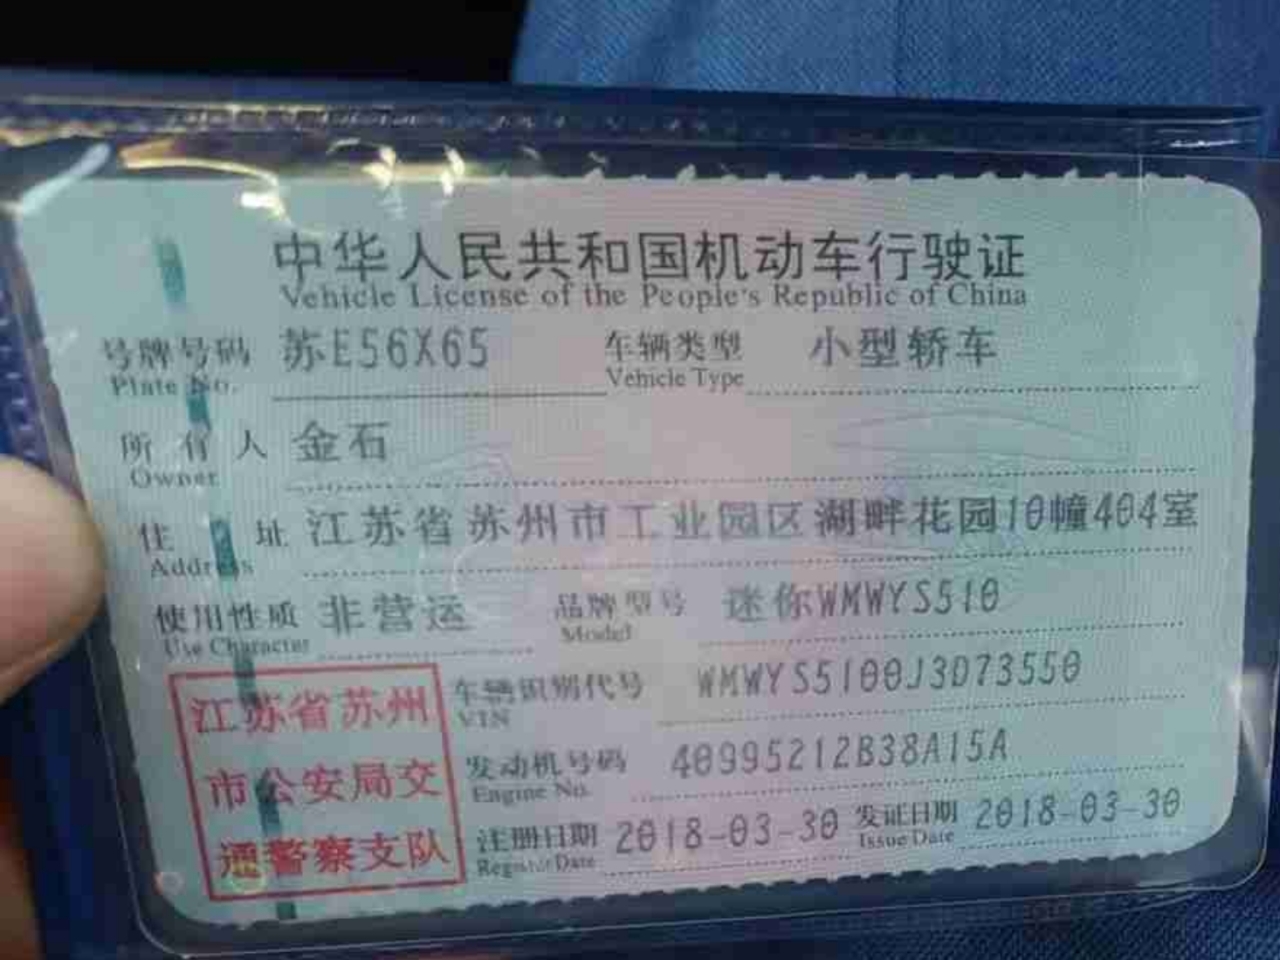 中华人民共和国机动车行驶证
Vehicle License of the People's Republic of China
号牌号码 苏E56X65 车辆类型 小型轿车
Plate No. Vehicle Type
所有人 金石
Owner
住址 江苏省苏州市工业园区湖畔花园10幢404室
Address
使用性质 非营运 品牌型号 迷你WMWYS510
Use Character Model
江苏省苏州 车辆识别代号 WMWYS5100J3D73550
VIN
市公安局交 发动机号码 40995212B38A15A
Engine No.
通警察支队 注册日期 2018-03-30 发证日期 2018-03-30
Register Date Issue Date